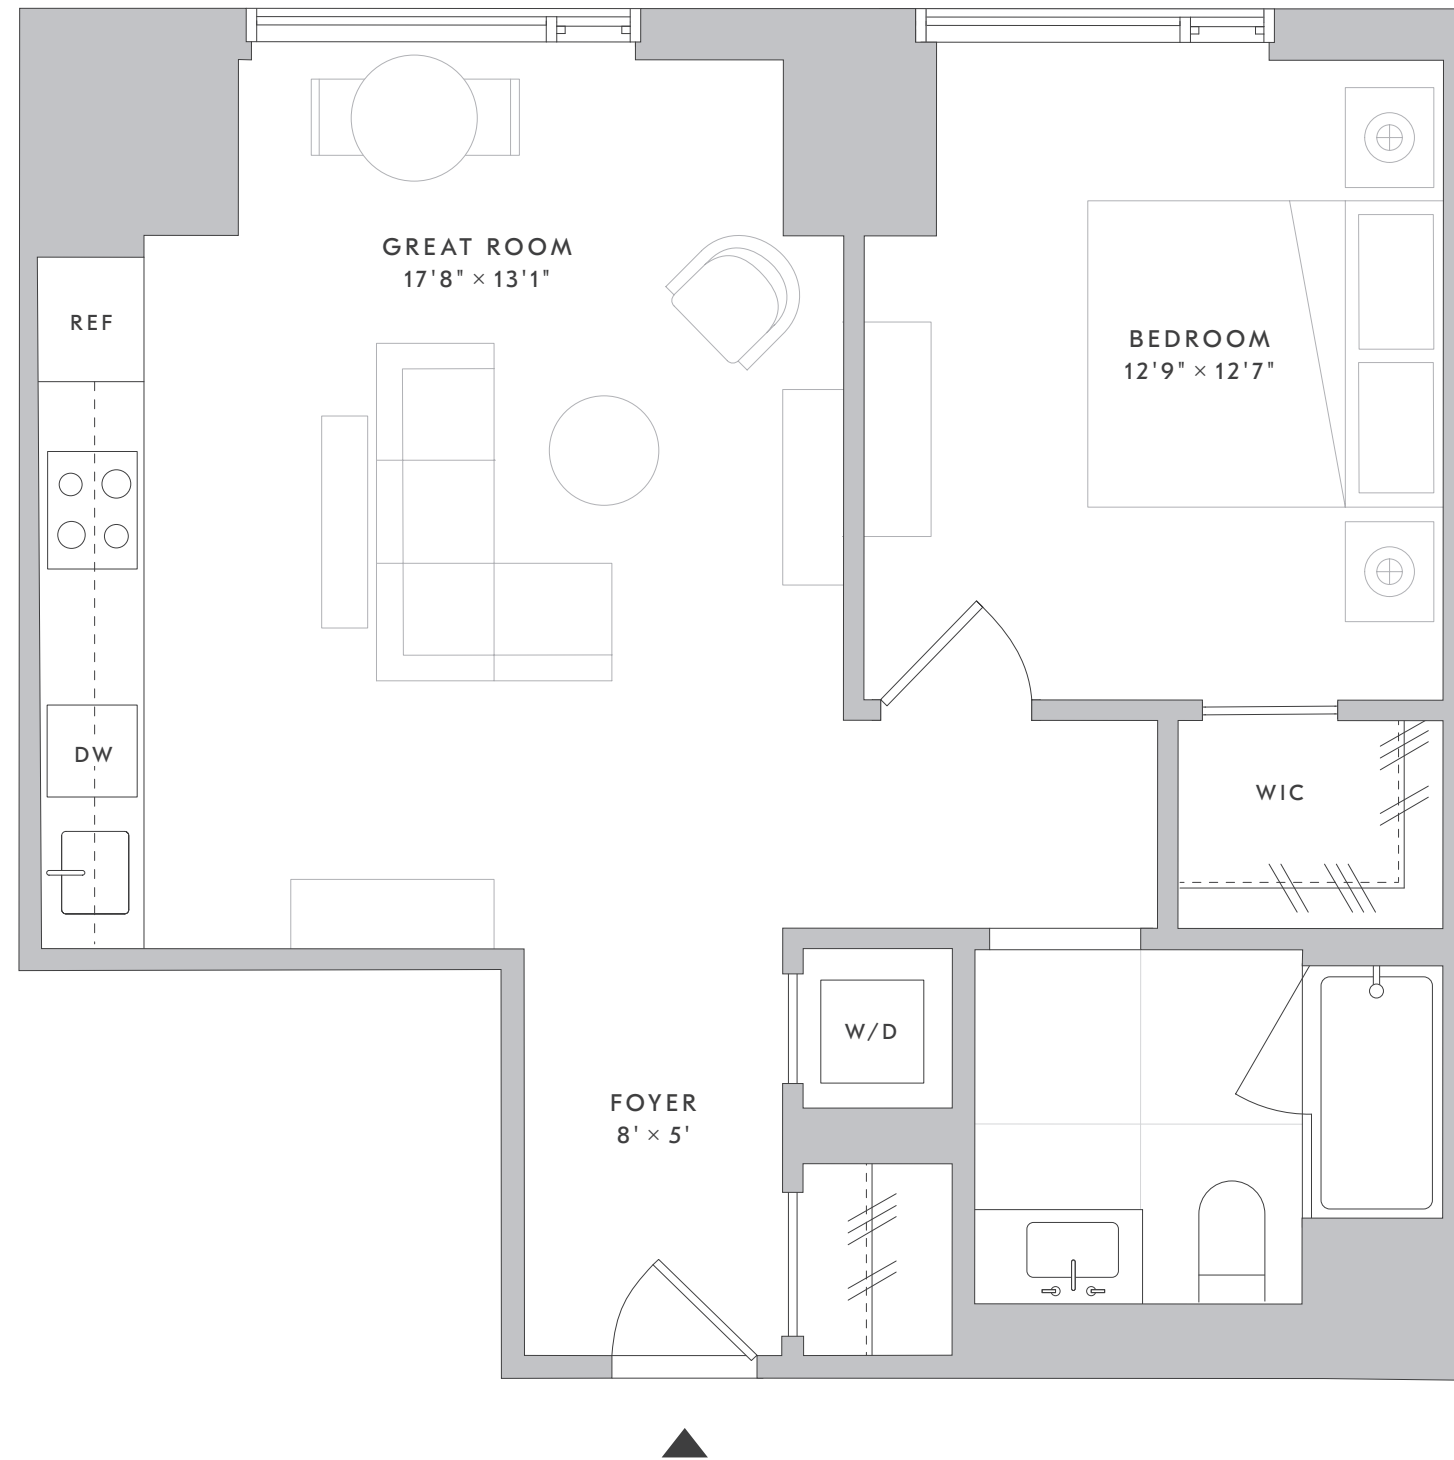 GREAT ROOM
17'8" × 13'1"
REF
BEDROOM
12'9" × 12'7"
DW
WIC
W/D
FOYER
8' × 5'